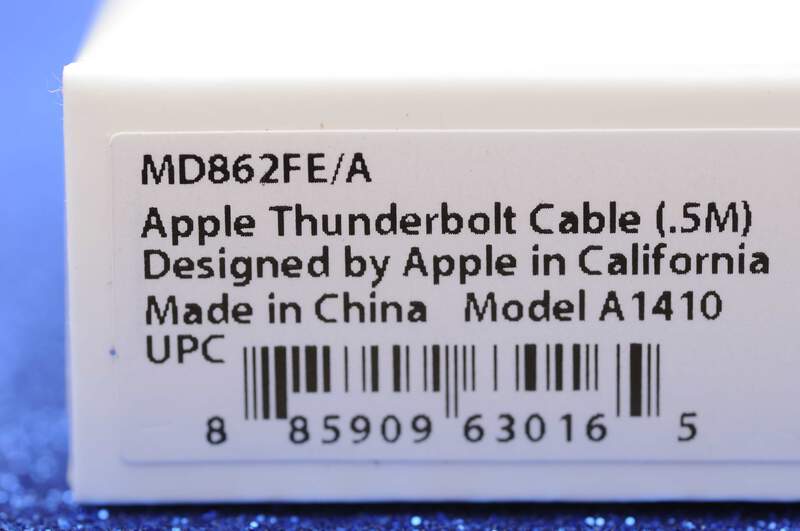 MD862FE/A
Apple Thunderbolt Cable (.5M)
Designed by Apple in California
Made in China Model A1410
UPC
8 85909 63016 5